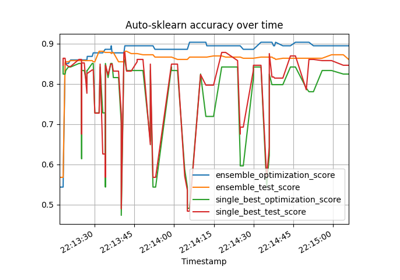 Auto-sklearn accuracy over time
0.9
0.8
0.7
0.6
0.5
ensemble_optimization_score
ensemble_test_score
single_best_optimization_score
single_best_test_score
22:13:30
22:13:45
22:14:00
22:14:15
22:14:30
22:14:45
22:15:00
Timestamp